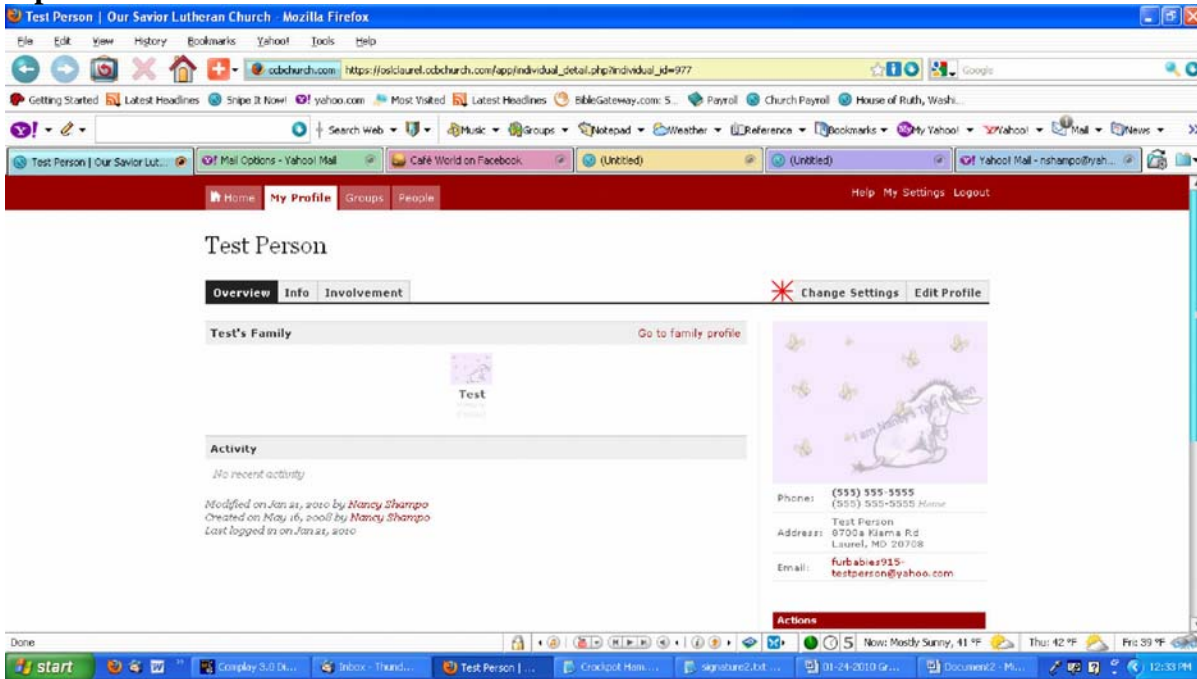 Test Person | Our Savior Lutheran Church - Mozilla Firefox
File Edit View History Bookmarks Yahoo! Tools Help
ccbchurch.com https://oslclaurel.ccbchurch.com/app/individual_detail.php?individual_id=977 Google
Getting Started Latest Headlines Snipe It Now! yahoo.com Most Visited Latest Headlines BibleGateway.com: S... Payroll Church Payroll House of Ruth, Washi...
Search Web Music Groups Notepad Weather Reference Bookmarks My Yahoo! Yahoo! Mail News
Test Person | Our Savior Lut... Mail Options - Yahoo! Mail Café World on Facebook (Untitled) (Untitled) Yahoo! Mail - nshampo@yah...
Home My Profile Groups People Help My Settings Logout
Test Person
Overview Info Involvement Change Settings Edit Profile
Test's Family Go to family profile
Test
Activity
No recent activity
Modified on Jan 21, 2010 by Nancy Shampo
Created on May 16, 2008 by Nancy Shampo
Last logged in on Jan 21, 2010
I am Nancy's Test Person
Phone: (555) 555-5555
(555) 555-5555 Home
Address: Test Person
8700a Kiama Rd
Laurel, MD 20708
Email: furbabies915-
testperson@yahoo.com
Actions
Done 5 Now: Mostly Sunny, 41 °F Thu: 42 °F Fri: 39 °F
start Complay 3.0 Di... Inbox - Thund... Test Person | ... Crockpot Ham... signature2.txt ... 01-24-2010 Gr... Document2 - Mi... 12:33 PM